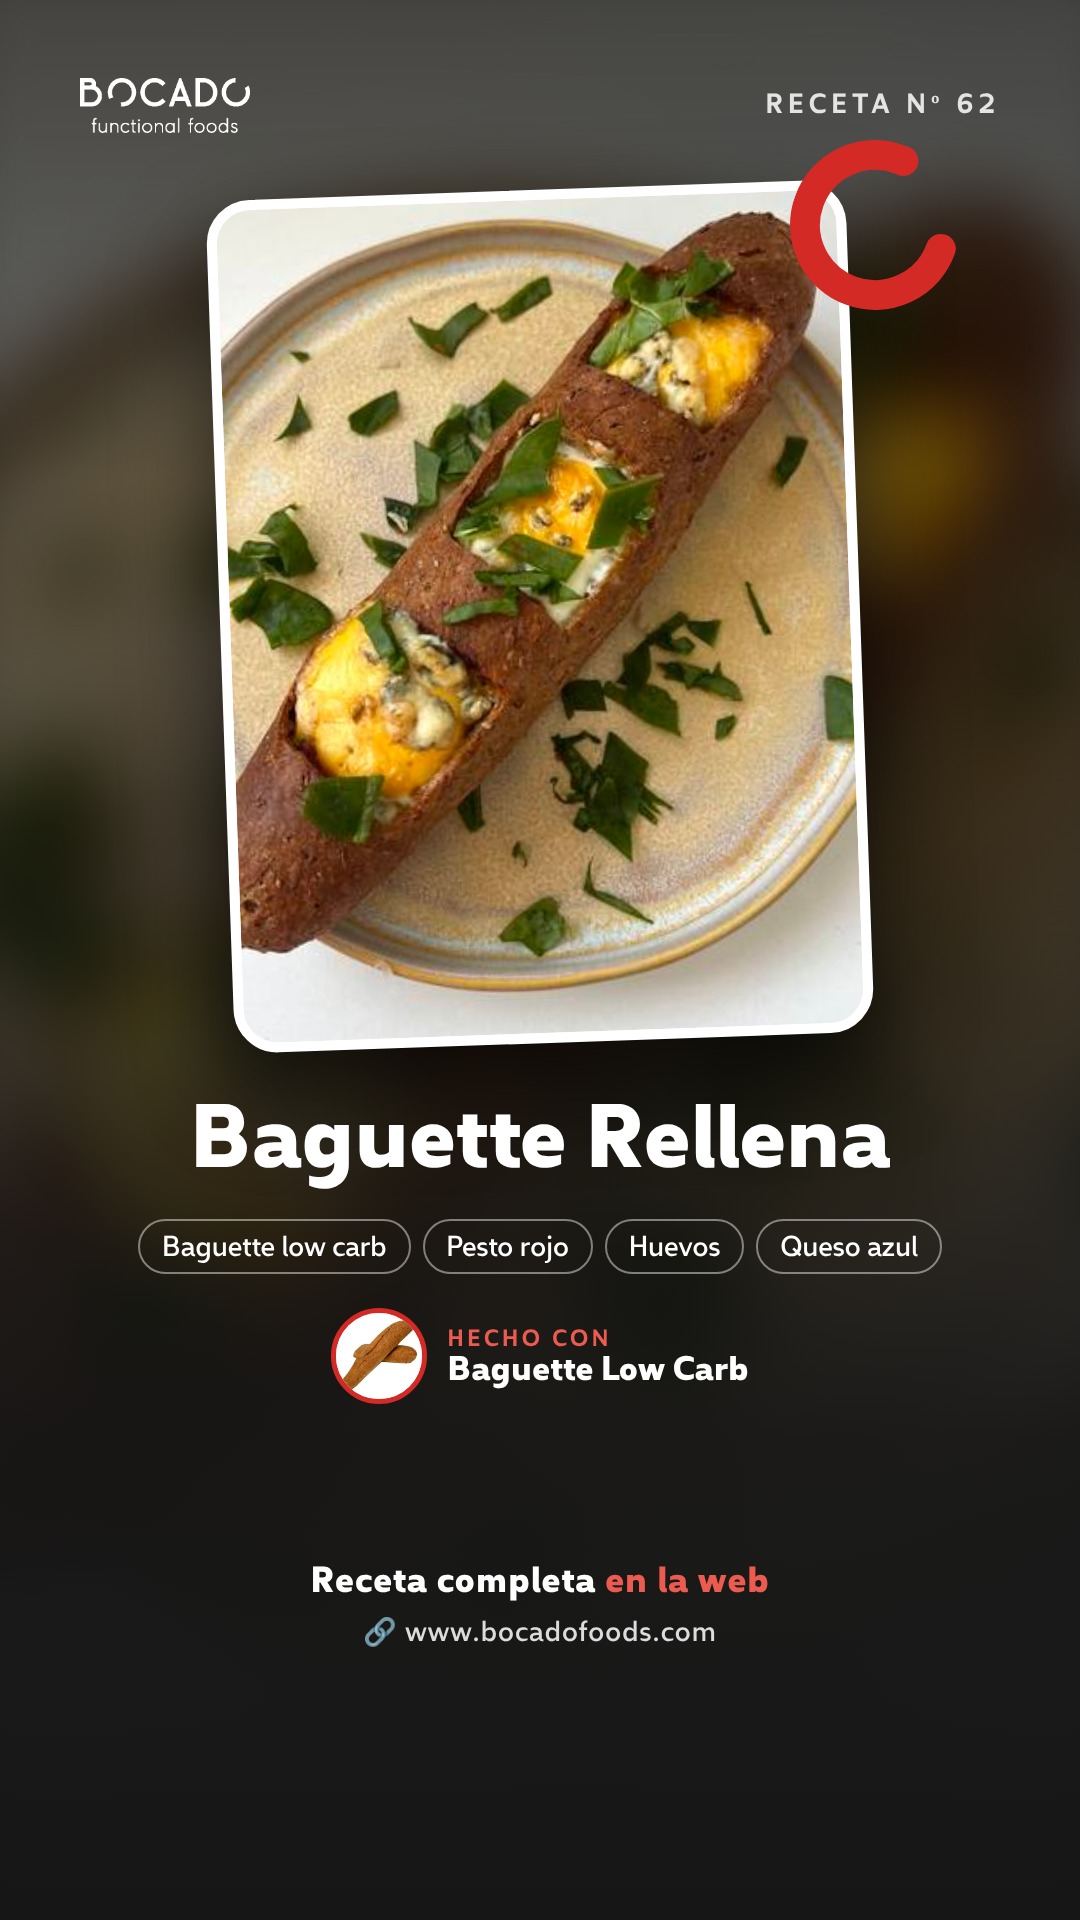 BOCADO
functional foods
RECETA Nº 62
Baguette Rellena
Baguette low carb
Pesto rojo
Huevos
Queso azul
HECHO CON
Baguette Low Carb
Receta completa en la web
www.bocadofoods.com